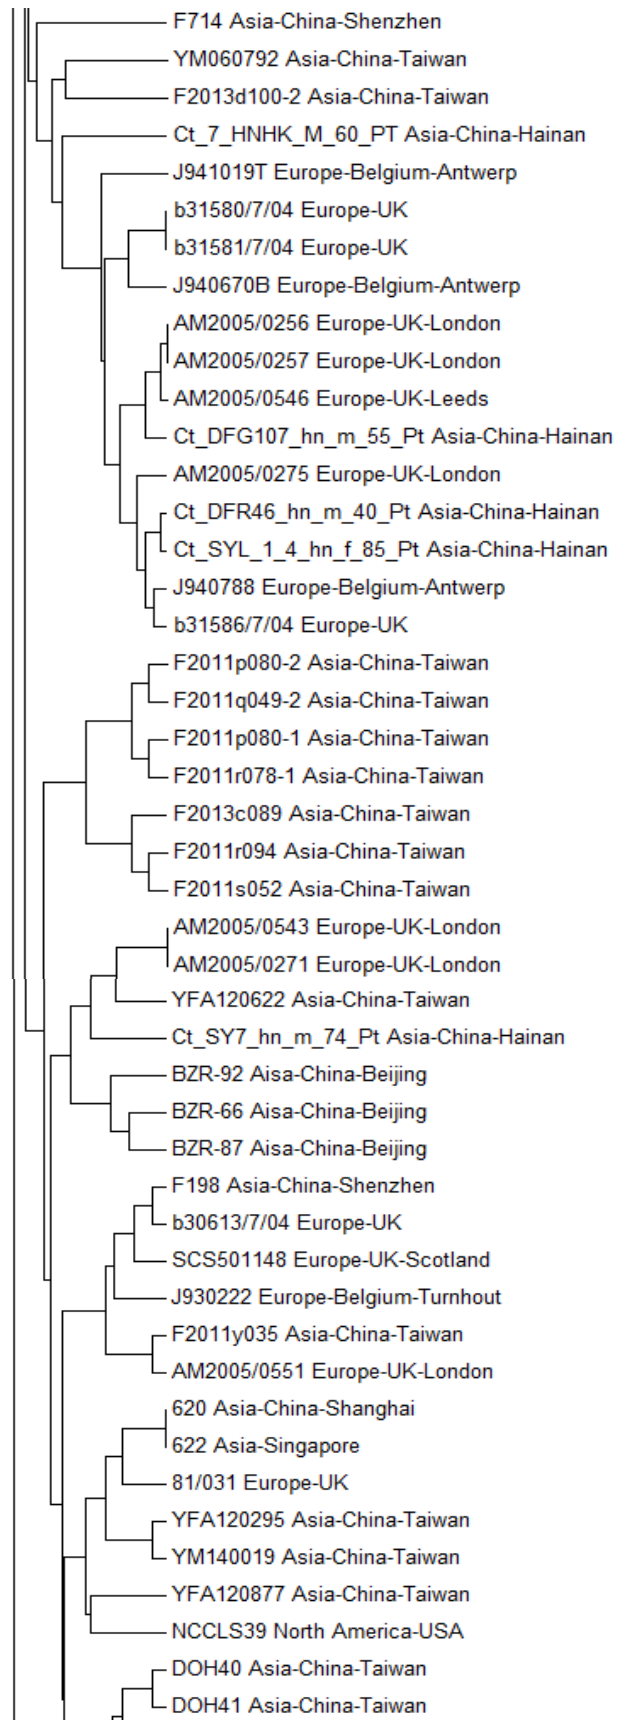 F714 Asia-China-Shenzhen
YM060792 Asia-China-Taiwan
F2013d100-2 Asia-China-Taiwan
Ct_7_HNHK_M_60_PT Asia-China-Hainan
J941019T Europe-Belgium-Antwerp
b31580/7/04 Europe-UK
b31581/7/04 Europe-UK
J940670B Europe-Belgium-Antwerp
AM2005/0256 Europe-UK-London
AM2005/0257 Europe-UK-London
AM2005/0546 Europe-UK-Leeds
Ct_DFG107_hn_m_55_Pt Asia-China-Hainan
AM2005/0275 Europe-UK-London
Ct_DFR46_hn_m_40_Pt Asia-China-Hainan
Ct_SYL_1_4_hn_f_85_Pt Asia-China-Hainan
J940788 Europe-Belgium-Antwerp
b31586/7/04 Europe-UK
F2011p080-2 Asia-China-Taiwan
F2011q049-2 Asia-China-Taiwan
F2011p080-1 Asia-China-Taiwan
F2011r078-1 Asia-China-Taiwan
F2013c089 Asia-China-Taiwan
F2011r094 Asia-China-Taiwan
F2011s052 Asia-China-Taiwan
AM2005/0543 Europe-UK-London
AM2005/0271 Europe-UK-London
YFA120622 Asia-China-Taiwan
Ct_SY7_hn_m_74_Pt Asia-China-Hainan
BZR-92 Aisa-China-Beijing
BZR-66 Aisa-China-Beijing
BZR-87 Aisa-China-Beijing
F198 Asia-China-Shenzhen
b30613/7/04 Europe-UK
SCS501148 Europe-UK-Scotland
J930222 Europe-Belgium-Turnhout
F2011y035 Asia-China-Taiwan
AM2005/0551 Europe-UK-London
620 Asia-China-Shanghai
622 Asia-Singapore
81/031 Europe-UK
YFA120295 Asia-China-Taiwan
YM140019 Asia-China-Taiwan
YFA120877 Asia-China-Taiwan
NCCLS39 North America-USA
DOH40 Asia-China-Taiwan
DOH41 Asia-China-Taiwan